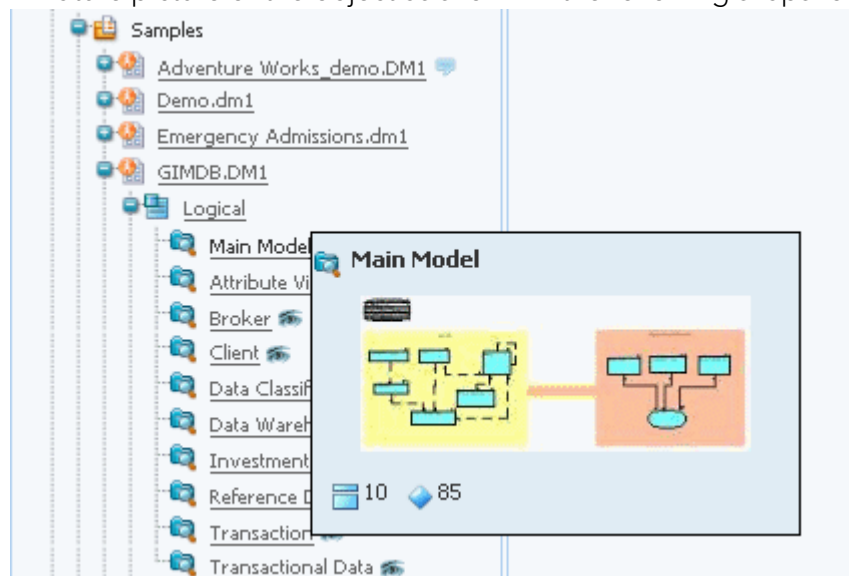 Samples
Adventure Works_demo.DM1
Demo.dm1
Emergency Admissions.dm1
GIMDB.DM1
Logical
Main Model
Main Model
Attribute Vi
Broker
Client
Data Classif
Data Wareh
Investment
Reference D
10 85
Transaction
Transactional Data